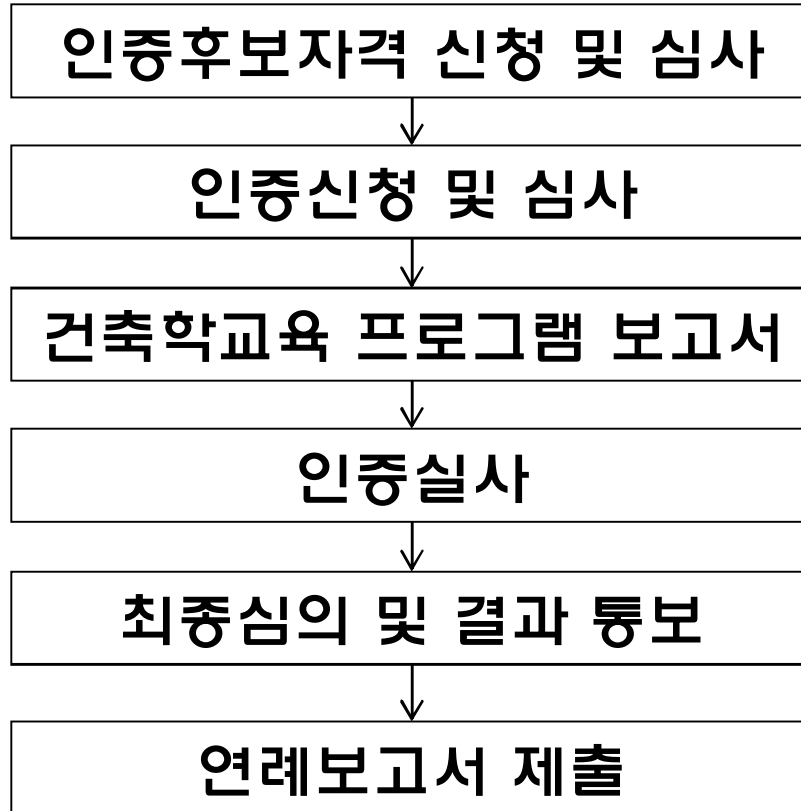 인증후보자격 신청 및 심사
인증신청 및 심사
건축학교육 프로그램 보고서
인증실사
최종심의 및 결과 통보
연례보고서 제출